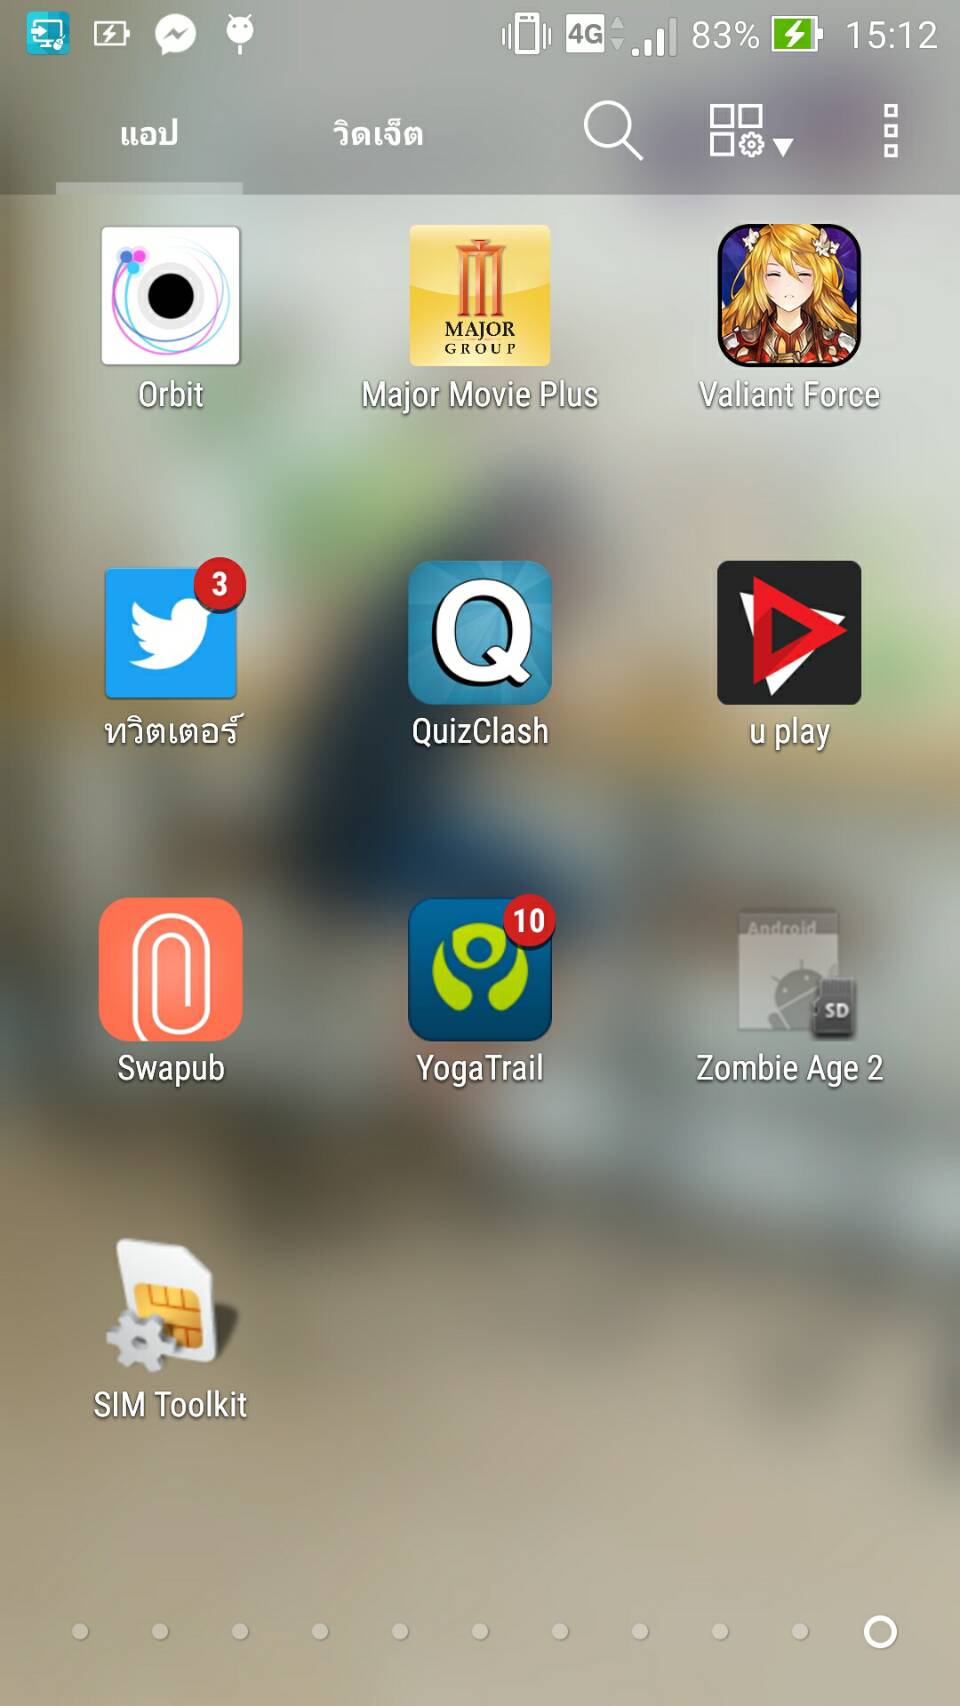 4G 83% 15:12
แอป วิดเจ็ต
MAJOR
GROUP
Orbit Major Movie Plus Valiant Force
3
Q
ทวิตเตอร์ QuizClash u play
10
Android
SD
Swapub YogaTrail Zombie Age 2
SIM Toolkit